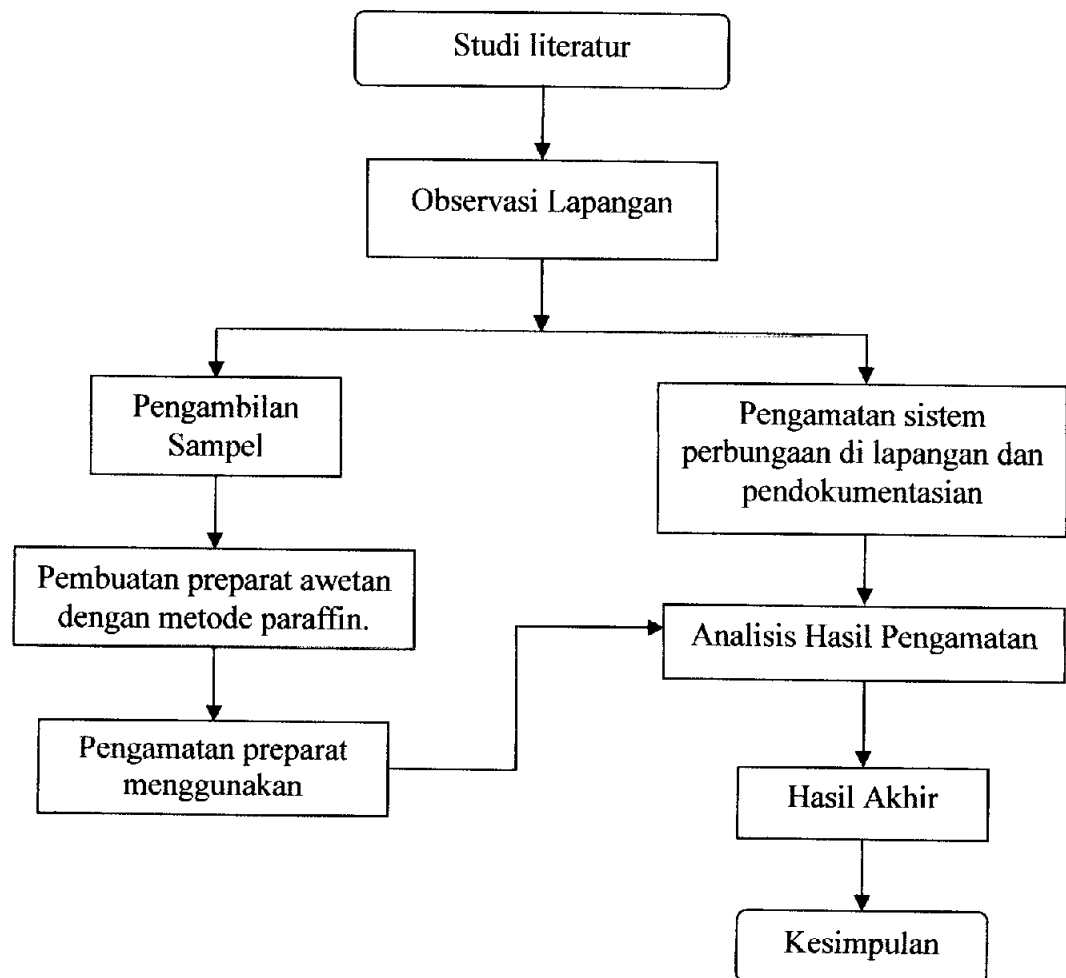 Studi literatur
Observasi Lapangan
Pengambilan
Sampel
Pembuatan preparat awetan
dengan metode paraffin.
Pengamatan preparat
menggunakan
Pengamatan sistem
perbungaan di lapangan dan
pendokumentasian
Analisis Hasil Pengamatan
Hasil Akhir
Kesimpulan